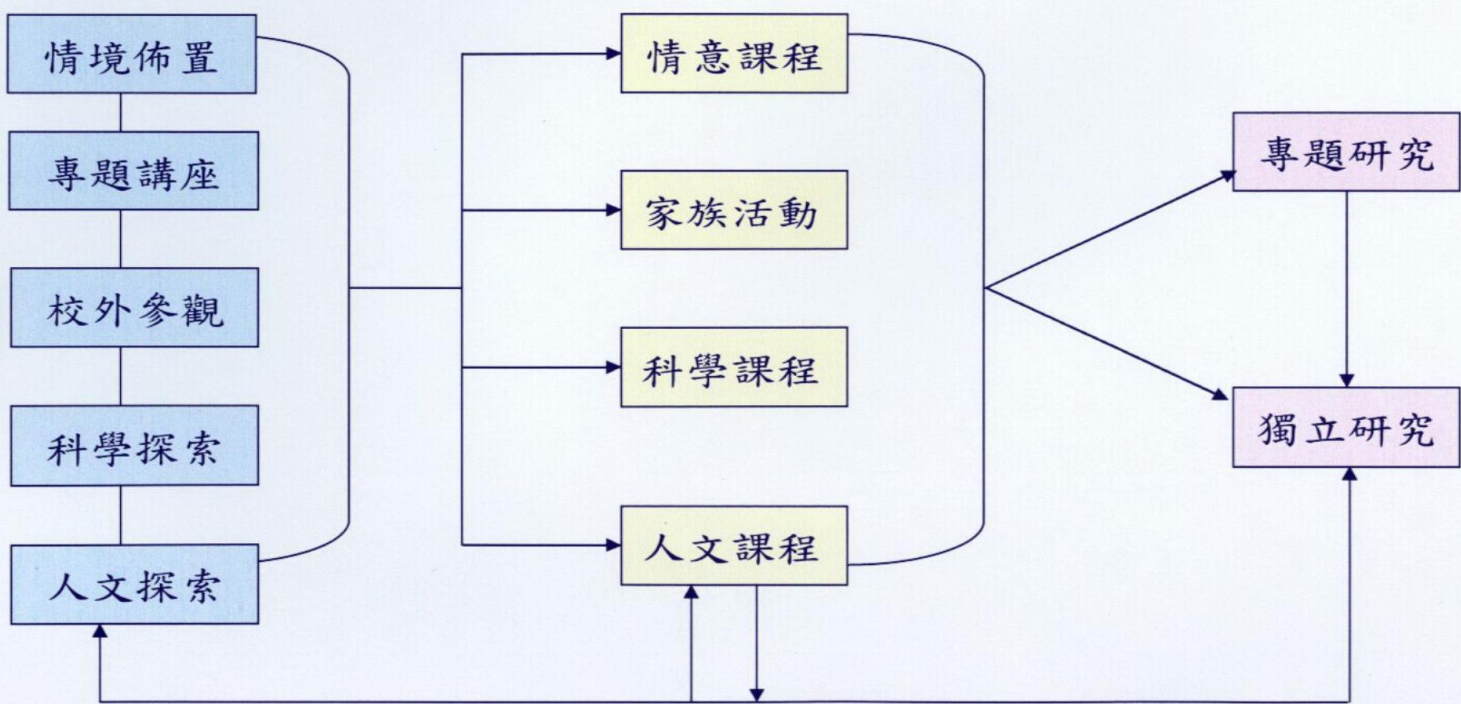 情境佈置
專題講座
校外參觀
科學探索
人文探索
情意課程
家族活動
科學課程
人文課程
專題研究
獨立研究